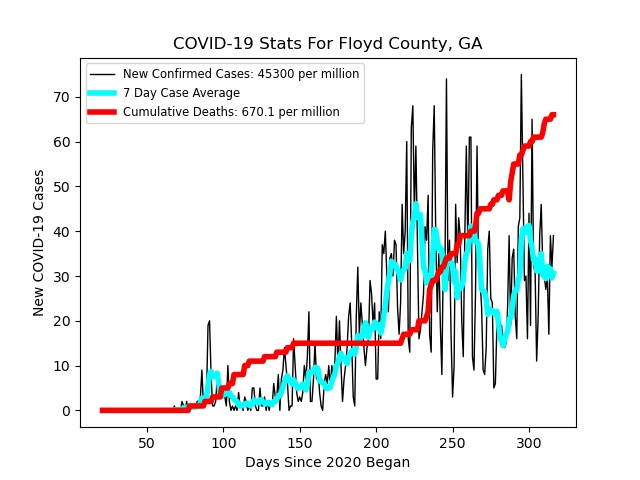 COVID-19 Stats For Floyd County, GA
New Confirmed Cases: 45300 per million
7 Day Case Average
Cumulative Deaths: 670.1 per million
New COVID-19 Cases
70
60
50
40
30
20
10
0
50 100 150 200 250 300
Days Since 2020 Began